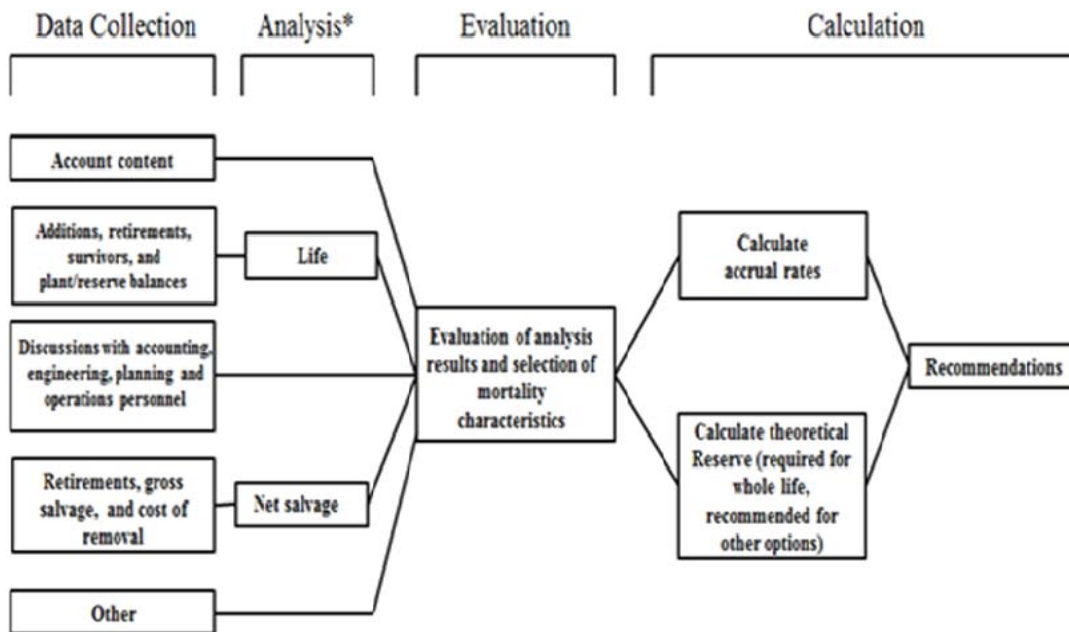 Data Collection
Analysis*
Evaluation
Calculation
Account content
Additions, retirements,
survivors, and
plant/reserve balances
Life
Discussions with accounting,
engineering, planning and
operations personnel
Retirements, gross
salvage, and cost of
removal
Net salvage
Other
Evaluation of analysis
results and selection of
mortality
characteristics
Calculate
accrual rates
Calculate theoretical
Reserve (required for
whole life,
recommended for
other options)
Recommendations